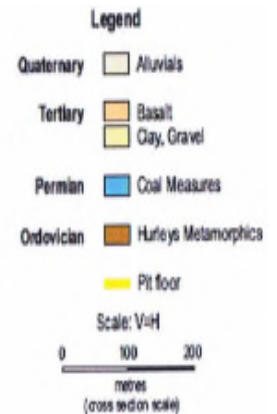 Legend
Quaternary Alluvials
Tertiary Basalt
Clay, Gravel
Permian Coal Measures
Ordovician Hurleys Metamorphics
Pit floor
Scale: V=H
0 100 200
metres
(cross section scale)